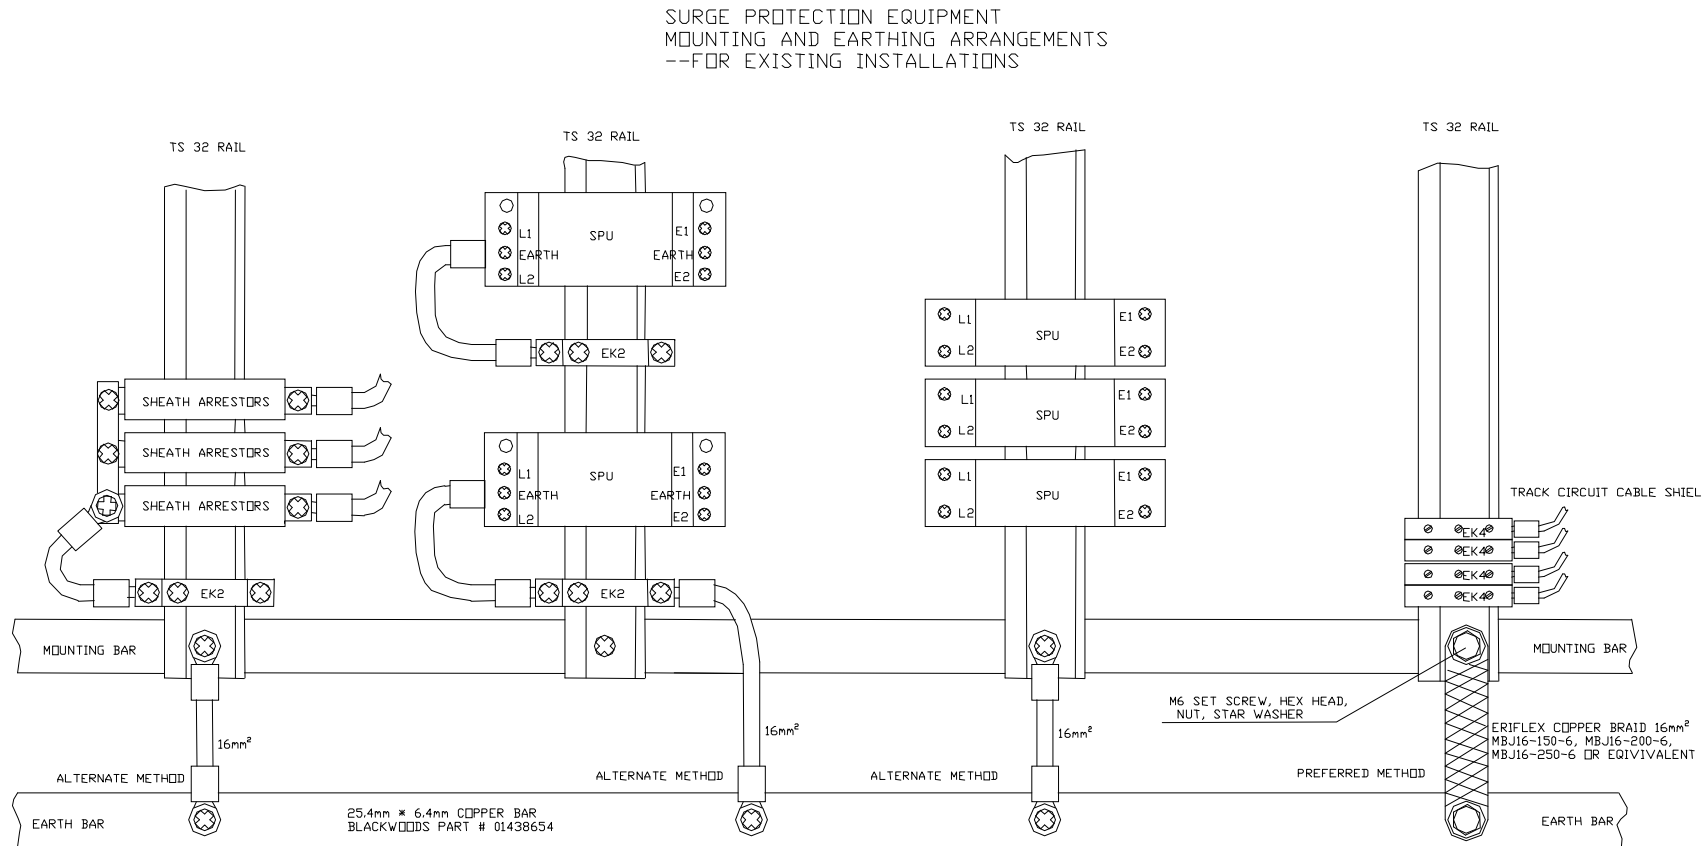 SURGE PROTECTION EQUIPMENT
MOUNTING AND EARTHING ARRANGEMENTS
--FOR EXISTING INSTALLATIONS
TS 32 RAIL
TS 32 RAIL
TS 32 RAIL
TS 32 RAIL
SHEATH ARRESTORS
SHEATH ARRESTORS
SHEATH ARRESTORS
EK2
L1
EARTH
L2
SPU
E1
EARTH
E2
EK2
L1
EARTH
L2
SPU
E1
EARTH
E2
EK2
L1
L2
SPU
E1
E2
L1
L2
SPU
E1
E2
L1
L2
SPU
E1
E2
TRACK CIRCUIT CABLE SHIEL
EK4
EK4
EK4
EK4
MOUNTING BAR
MOUNTING BAR
M6 SET SCREW, HEX HEAD,
NUT, STAR WASHER
16mm²
16mm²
16mm²
ERIFLEX COPPER BRAID 16mm²
MBJ16-150-6, MBJ16-200-6,
MBJ16-250-6 OR EQIVIVALENT
ALTERNATE METHOD
ALTERNATE METHOD
ALTERNATE METHOD
PREFERRED METHOD
EARTH BAR
25.4mm * 6.4mm COPPER BAR
BLACKWOODS PART # 01438654
EARTH BAR